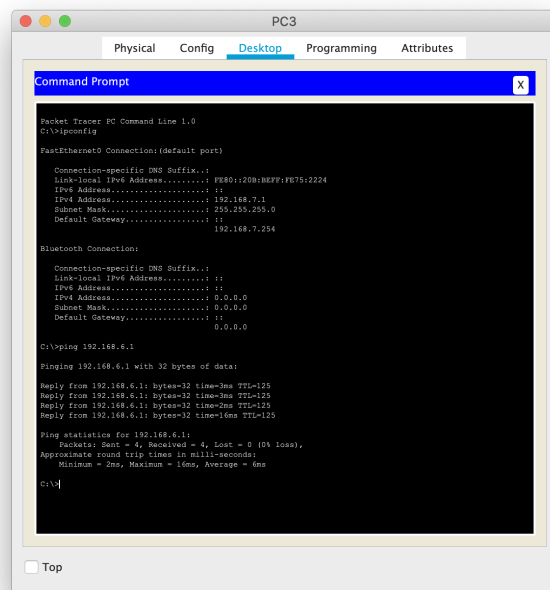 PC3
Physical Config Desktop Programming Attributes
Command Prompt
X
Packet Tracer PC Command Line 1.0
C:\>ipconfig
FastEthernet0 Connection:(default port)
Connection-specific DNS Suffix..:
Link-local IPv6 Address.........: FE80::20B:BEFF:FE75:2224
IPv6 Address....................: ::
IPv4 Address....................: 192.168.7.1
Subnet Mask.....................: 255.255.255.0
Default Gateway.................: ::
192.168.7.254
Bluetooth Connection:
Connection-specific DNS Suffix..:
Link-local IPv6 Address.........: ::
IPv6 Address....................: ::
IPv4 Address....................: 0.0.0.0
Subnet Mask.....................: 0.0.0.0
Default Gateway.................: ::
0.0.0.0
C:\>ping 192.168.6.1
Pinging 192.168.6.1 with 32 bytes of data:
Reply from 192.168.6.1: bytes=32 time=3ms TTL=125
Reply from 192.168.6.1: bytes=32 time=3ms TTL=125
Reply from 192.168.6.1: bytes=32 time=2ms TTL=125
Reply from 192.168.6.1: bytes=32 time=16ms TTL=125
Ping statistics for 192.168.6.1:
Packets: Sent = 4, Received = 4, Lost = 0 (0% loss),
Approximate round trip times in milli-seconds:
Minimum = 2ms, Maximum = 16ms, Average = 6ms
C:\>
Top